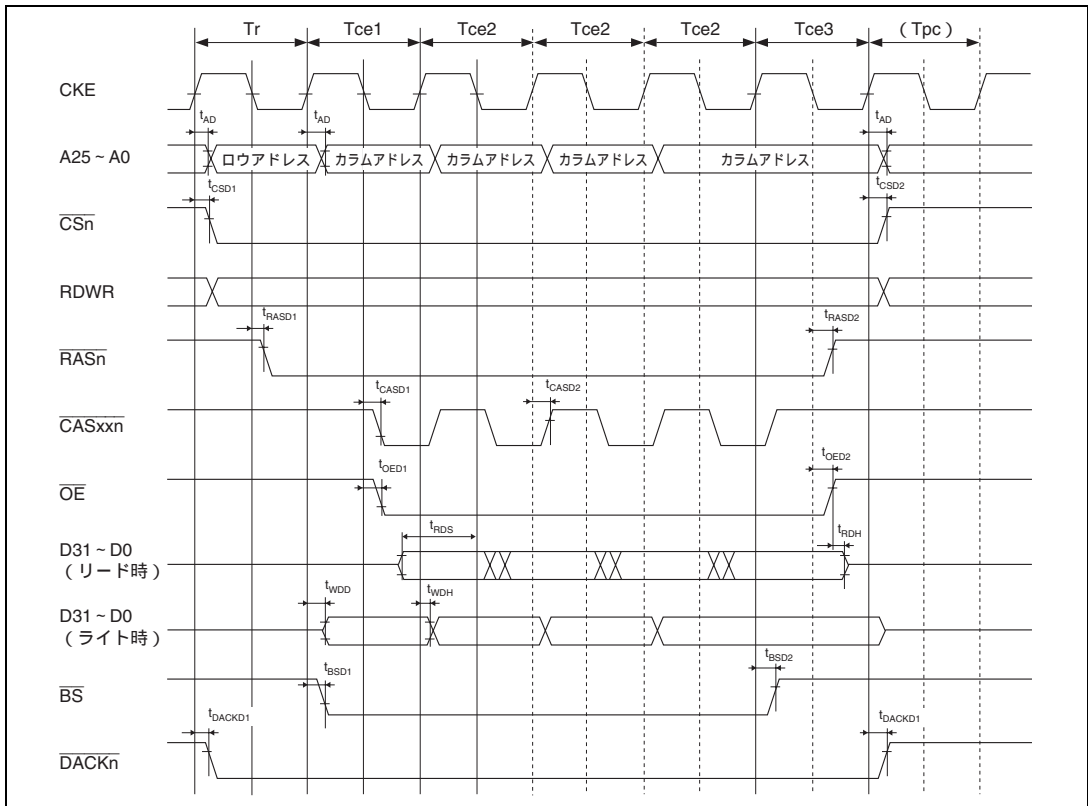 Tr Tce1 Tce2 Tce2 Tce2 Tce3 (Tpc)
CKE
tAD tAD tAD
A25~A0 ロウアドレス カラムアドレス カラムアドレス カラムアドレス カラムアドレス
tCSD1 tCSD2
CSn
RDWR
tRASD1 tRASD2
RASn
tCASD1 tCASD2
CASxxn
tOED1 tOED2
OE
tRDS tRDH
D31~D0
(リード時)
tWDD tWDH
D31~D0
(ライト時)
tBSD1 tBSD2
BS
tDACKD1 tDACKD1
DACKn